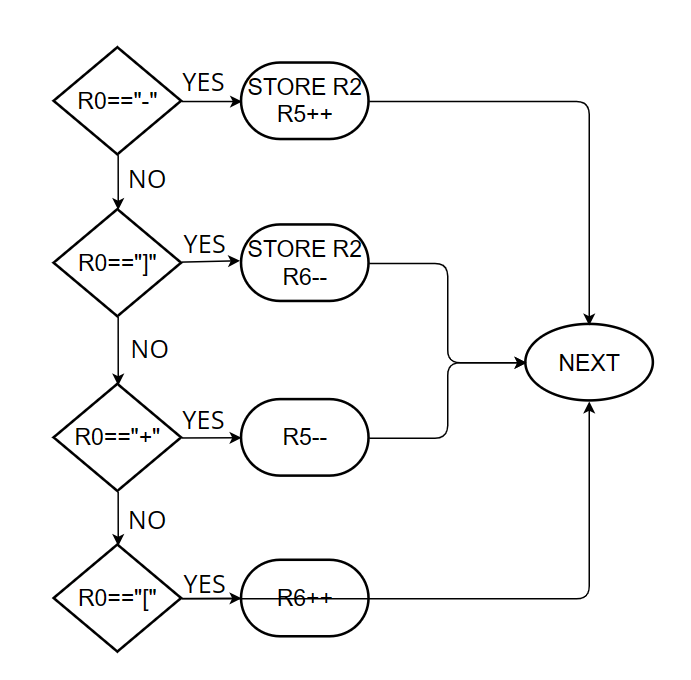 R0=="-"
YES
STORE R2
R5++
NO
R0=="]"
YES
STORE R2
R6--
NO
NEXT
R0=="+"
YES
R5--
NO
R0=="["
YES
R6++